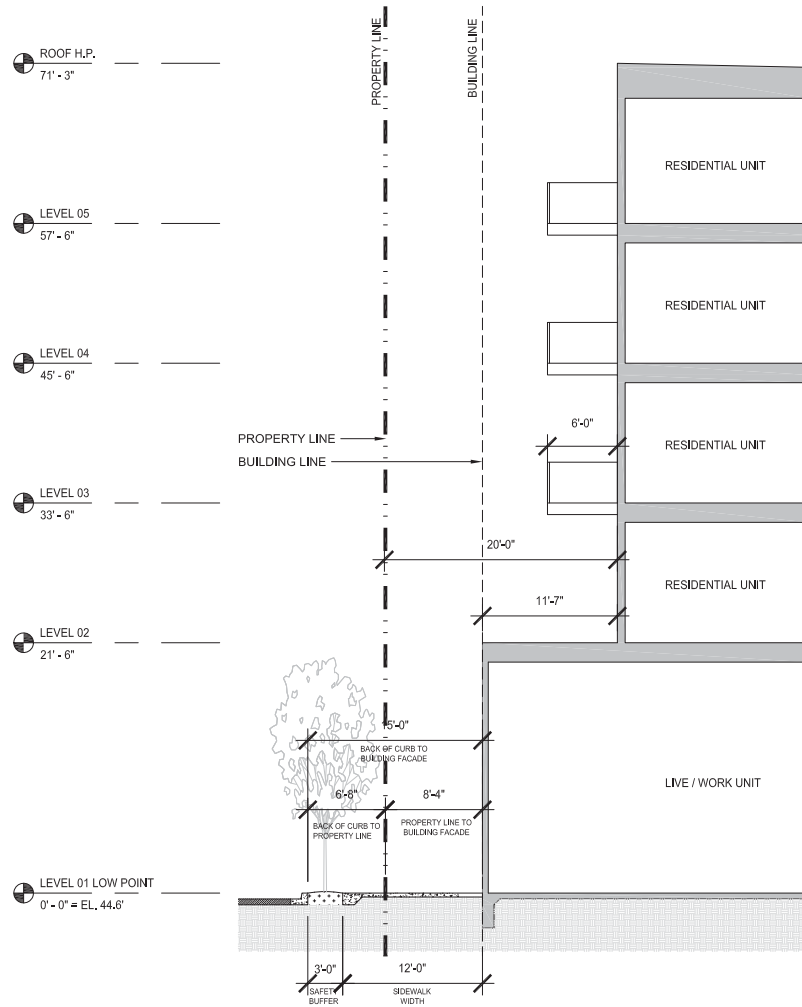 PROPERTY LINE
BUILDING LINE
ROOF H.P.
71' - 3"
RESIDENTIAL UNIT
LEVEL 05
57' - 6"
RESIDENTIAL UNIT
LEVEL 04
45' - 6"
6'-0"
PROPERTY LINE
RESIDENTIAL UNIT
BUILDING LINE
LEVEL 03
33' - 6"
20'-0"
RESIDENTIAL UNIT
11'-7"
LEVEL 02
21' - 6"
15'-0"
BACK OF CURB TO
BUILDING FACADE
LIVE / WORK UNIT
6'-8"
8'-4"
BACK OF CURB TO
PROPERTY LINE
PROPERTY LINE TO
BUILDING FACADE
LEVEL 01 LOW POINT
0' - 0" = EL. 44.6'
3'-0"
12'-0"
SAFETY
BUFFER
SIDEWALK
WIDTH